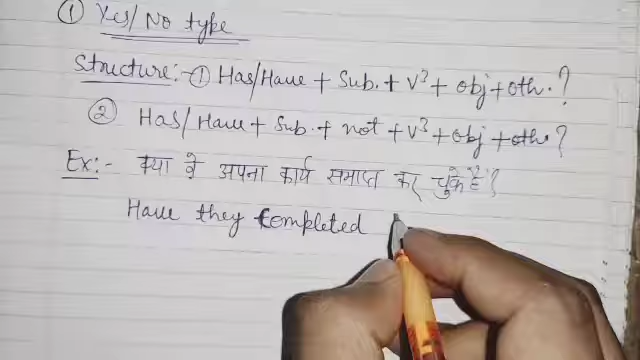 ① Yes/No type
Structure:- ① Has/Have + Sub. + V³ + obj + oth. ?
② Has/Have + Sub. + not + V³ + obj + oth. ?
Ex:- क्या वे अपना कार्य समाप्त कर चुके हैं ?
Have they completed